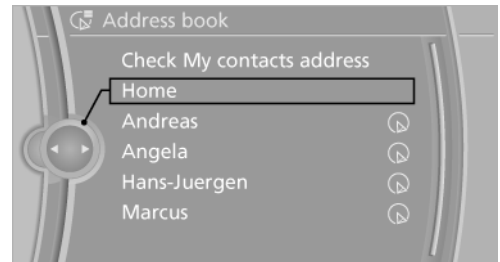 Address book
Check My contacts address
Home
Andreas
Angela
Hans-Juergen
Marcus